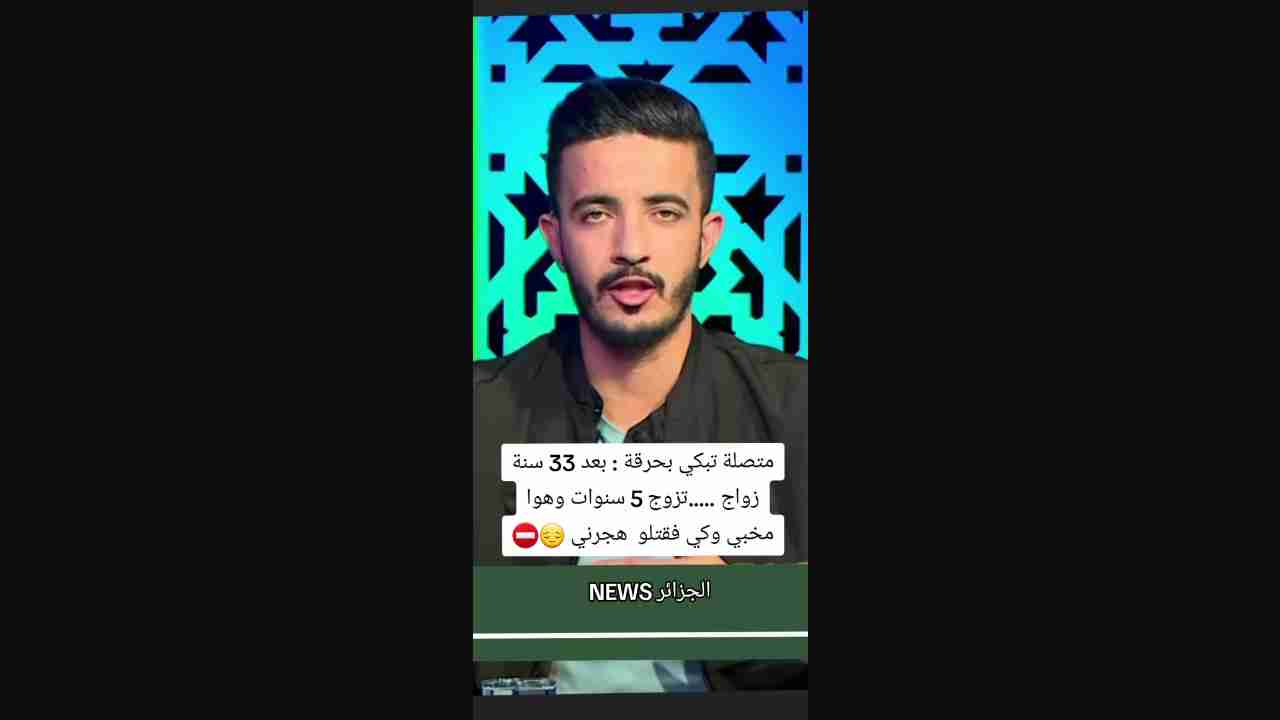 متصلة تبكي بحرقة : بعد 33 سنة
زواج .....تزوج 5 سنوات وهوا
مخبي وكي فقتلو هجرني 😔⛔
الجزائر NEWS